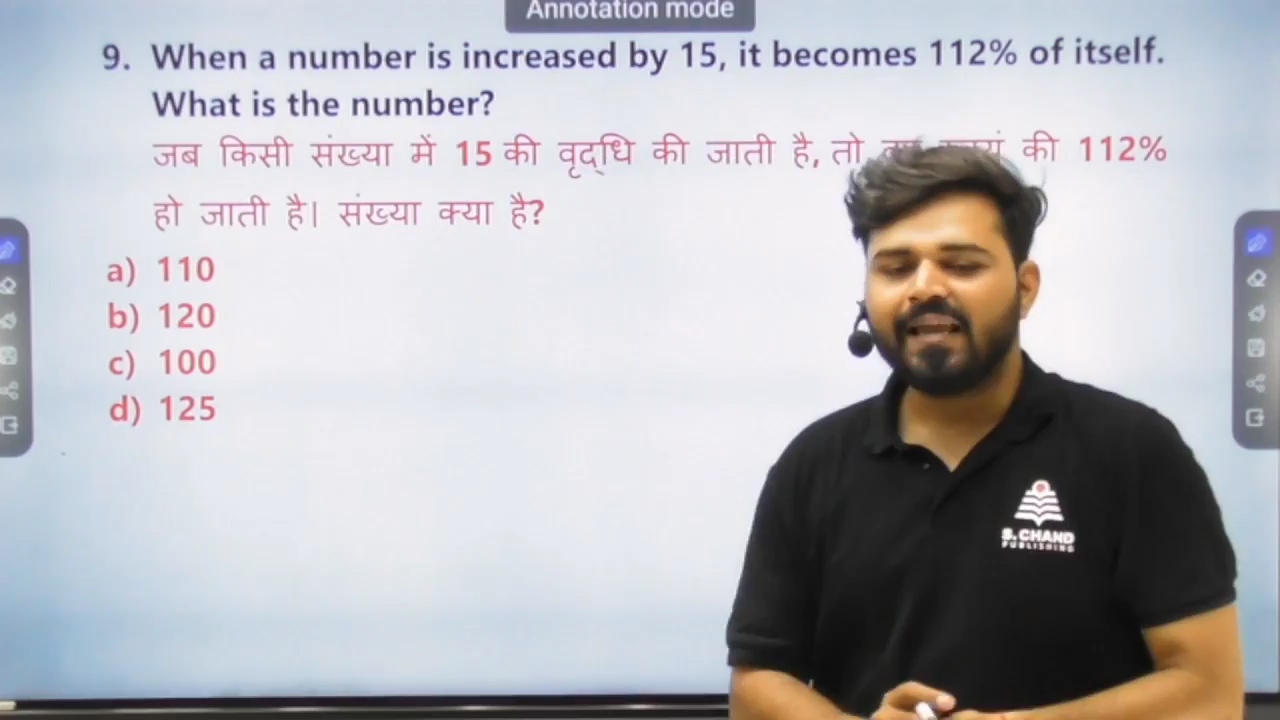 Annotation mode
9. When a number is increased by 15, it becomes 112% of itself.
What is the number?
जब किसी संख्या में 15 की वृद्धि की जाती है, तो की 112%
हो जाती है। संख्या क्या है?
a) 110
b) 120
c) 100
d) 125
S. CHAND
PUBLISHING